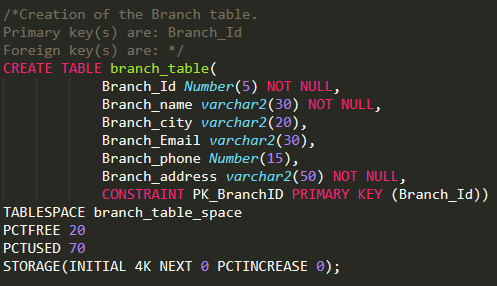 /*Creation of the Branch table.
Primary key(s) are: Branch_Id
Foreign key(s) are: */
CREATE TABLE branch_table(
Branch_Id Number(5) NOT NULL,
Branch_name varchar2(30) NOT NULL,
Branch_city varchar2(20),
Branch_Email varchar2(30),
Branch_phone Number(15),
Branch_address varchar2(50) NOT NULL,
CONSTRAINT PK_BranchID PRIMARY KEY (Branch_Id))
TABLESPACE branch_table_space
PCTFREE 20
PCTUSED 70
STORAGE(INITIAL 4K NEXT 0 PCTINCREASE 0);